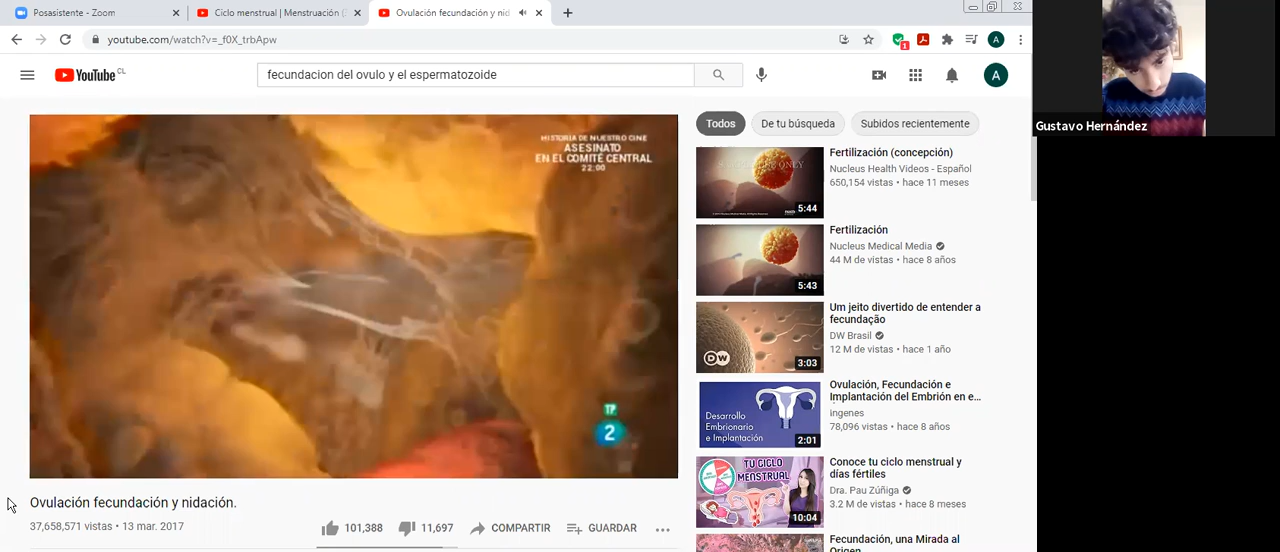 Posasistente - Zoom
Ciclo menstrual | Menstruación (
Ovulación fecundación y nid
youtube.com/watch?v=_f0X_trbApw
1
A
YouTube CL
fecundacion del ovulo y el espermatozoide
A
Gustavo Hernández
HISTORIA DE NUESTRO CINE
ASESINATO
EN EL COMITÉ CENTRAL
22:00
TP
2
Todos
De tu búsqueda
Subidos recientemente
5:44
Fertilización (concepción)
Nucleus Health Videos - Español
650,154 vistas • hace 11 meses
5:43
Fertilización
Nucleus Medical Media
44 M de vistas • hace 8 años
DW
3:03
Um jeito divertido de entender a
fecundação
DW Brasil
12 M de vistas • hace 1 año
Desarrollo
Embrionario
e Implantación
2:01
Ovulación, Fecundación e
Implantación del Embrión en e...
ingenes
78,096 vistas • hace 8 años
TU CICLO
MENSTRUAL
10:04
Conoce tu ciclo menstrual y
días fértiles
Dra. Pau Zúñiga
3.2 M de vistas • hace 8 meses
Fecundación, una Mirada al
Origen
Ovulación fecundación y nidación.
37,658,571 vistas • 13 mar. 2017
101,388
11,697
COMPARTIR
GUARDAR